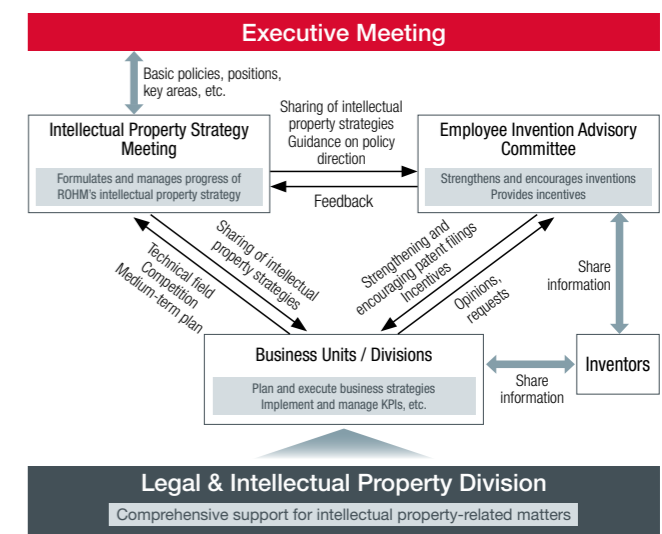 Executive Meeting
Basic policies, positions,
key areas, etc.
Intellectual Property Strategy
Meeting
Formulates and manages progress of
ROHM's intellectual property strategy
Sharing of intellectual
property strategies
Guidance on policy
direction
Feedback
Employee Invention Advisory
Committee
Strengthens and encourages inventions
Provides incentives
Technical field
Competition
Medium-term plan
Sharing of intellectual
property strategies
Strengthening and
encouraging patent filings
Incentives
Opinions,
requests
Share
information
Business Units / Divisions
Plan and execute business strategies
Implement and manage KPIs, etc.
Share
information
Inventors
Legal & Intellectual Property Division
Comprehensive support for intellectual property-related matters